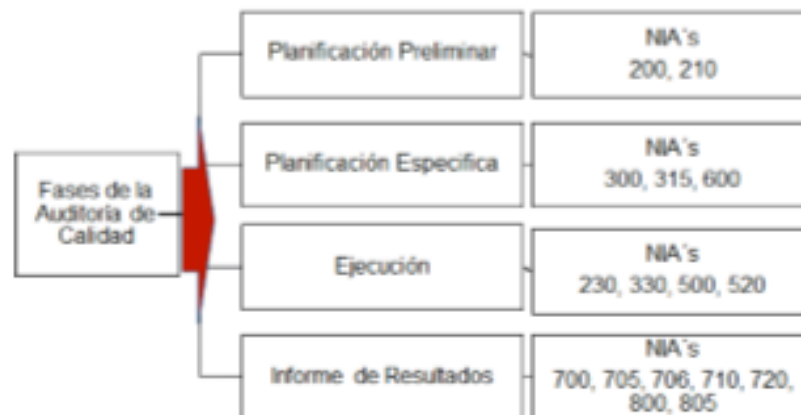 Planificación Preliminar
NIA´s
200, 210
Planificación Especifica
NIA´s
300, 315, 600
Fases de la
Auditoría de
Calidad
Ejecución
NIA´s
230, 330, 500, 520
Informe de Resultados
NIA´s
700, 705, 706, 710, 720,
800, 805